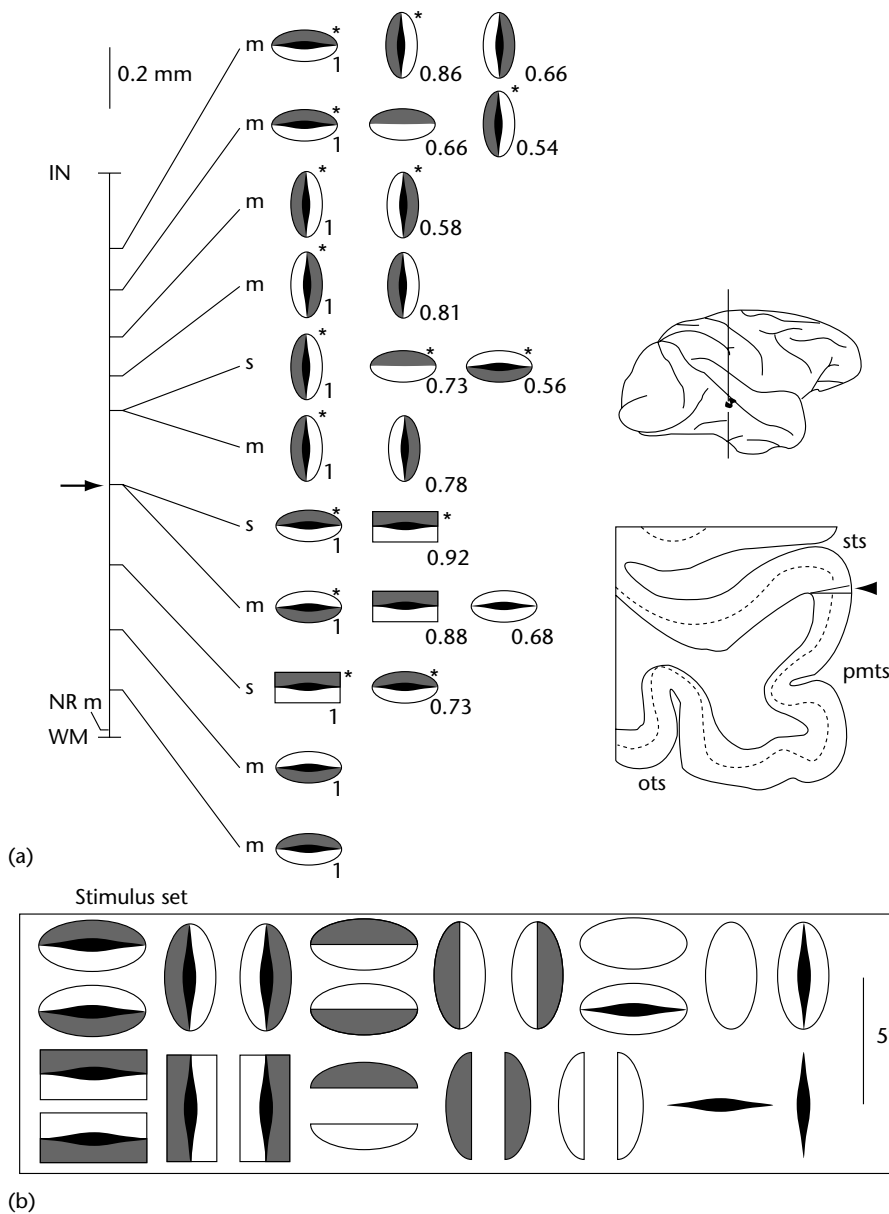 m * 1 * 0.86 0.66
0.2 mm
m * 1 0.66 * 0.54
IN
m * 1 * 0.58
m * 1 0.81
s * 1 * 0.73 * 0.56
m * 1 0.78
s * 1 * 0.92
sts
m * 1 0.88 0.68
pmts
s * 1 * 0.73
NR m
WM
m 1
ots
m 1
(a)
Stimulus set
5
(b)